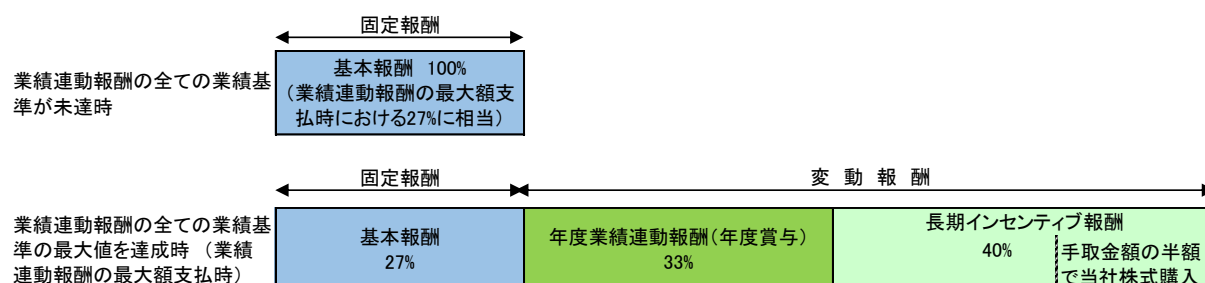 固定報酬
業績連動報酬の全ての業績基
準が未達時
基本報酬 100%
(業績連動報酬の最大額支
払時における27%に相当)
固定報酬
変 動 報 酬
業績連動報酬の全ての業績基
準の最大値を達成時 (業績
連動報酬の最大額支払時)
基本報酬
27%
年度業績連動報酬(年度賞与)
33%
長期インセンティブ報酬
40%
手取金額の半額
で当社株式購入